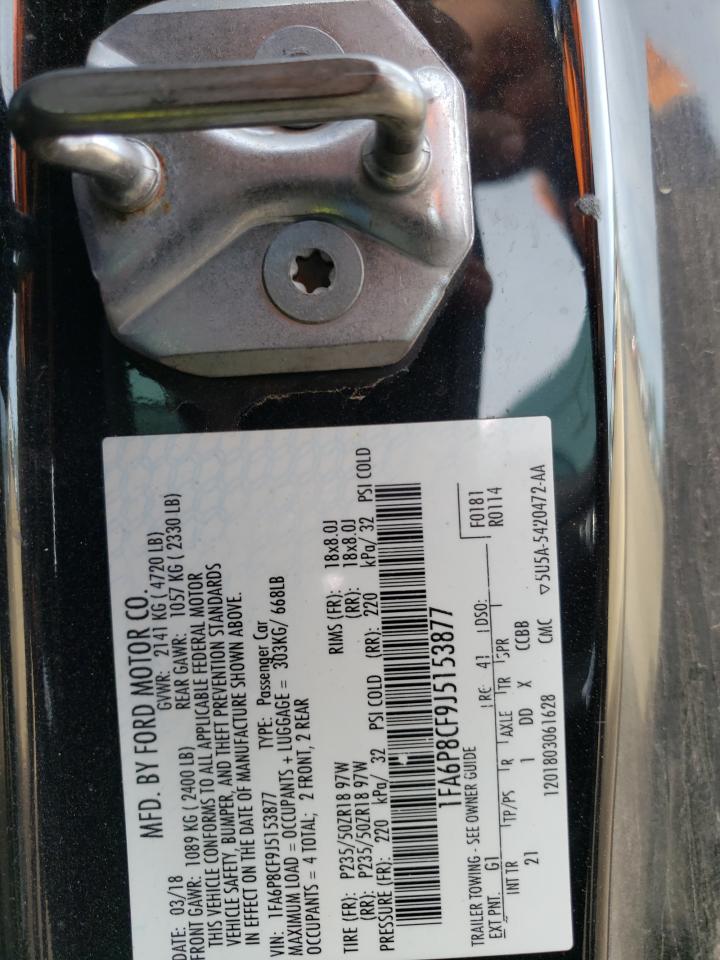 MFD. BY FORD MOTOR CO.
DATE: 03/18 GVWR: 2141 KG ( 4720 LB)
FRONT GAWR: 1089 KG ( 2400 LB) REAR GAWR: 1057 KG ( 2330 LB)
THIS VEHICLE CONFORMS TO ALL APPLICABLE FEDERAL MOTOR
VEHICLE SAFETY, BUMPER, AND THEFT PREVENTION STANDARDS
IN EFFECT ON THE DATE OF MANUFACTURE SHOWN ABOVE.
VIN: 1FA6P8CF9J5153877 TYPE: Passenger Car
MAXIMUM LOAD = OCCUPANTS + LUGGAGE = 303KG/ 668LB
OCCUPANTS = 4 TOTAL; 2 FRONT, 2 REAR
TIRE (FR): P235/50ZR18 97W RIMS (FR): 18x8.0J
(RR): P235/50ZR18 97W (RR): 18x8.0J
PRESSURE (FR): 220 kPa/ 32 PSI COLD (RR): 220 kPa/ 32 PSI COLD
1FA6P8CF9J5153877
TRAILER TOWING - SEE OWNER GUIDE F0181
EXT PNT: G1 RC: 41 DSO: R0114
INT TR TP/PS R AXLE TR SPR
21 1 DD X CCBB
1201803061628 CMC ▽5U5A-5420472-AA